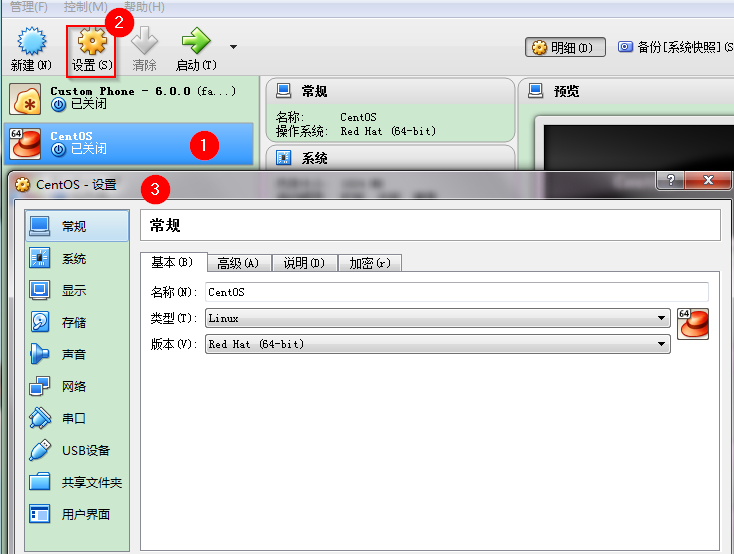 管理(F) 控制(M) 帮助(H)
2
新建(N) 设置(S) 清除 启动(T) 明细(D) 备份[系统快照](S
Custom Phone - 6.0.0 (fa...)
已关闭
64
CentOS
已关闭
1
常规
名称: CentOS
操作系统: Red Hat (64-bit)
系统
预览
CentOS - 设置
3
?
常规
系统
显示
存储
声音
网络
串口
USB设备
共享文件夹
用户界面
常规
基本(B) 高级(A) 说明(D) 加密(r)
名称(N): CentOS
类型(T): Linux
版本(V): Red Hat (64-bit)
64